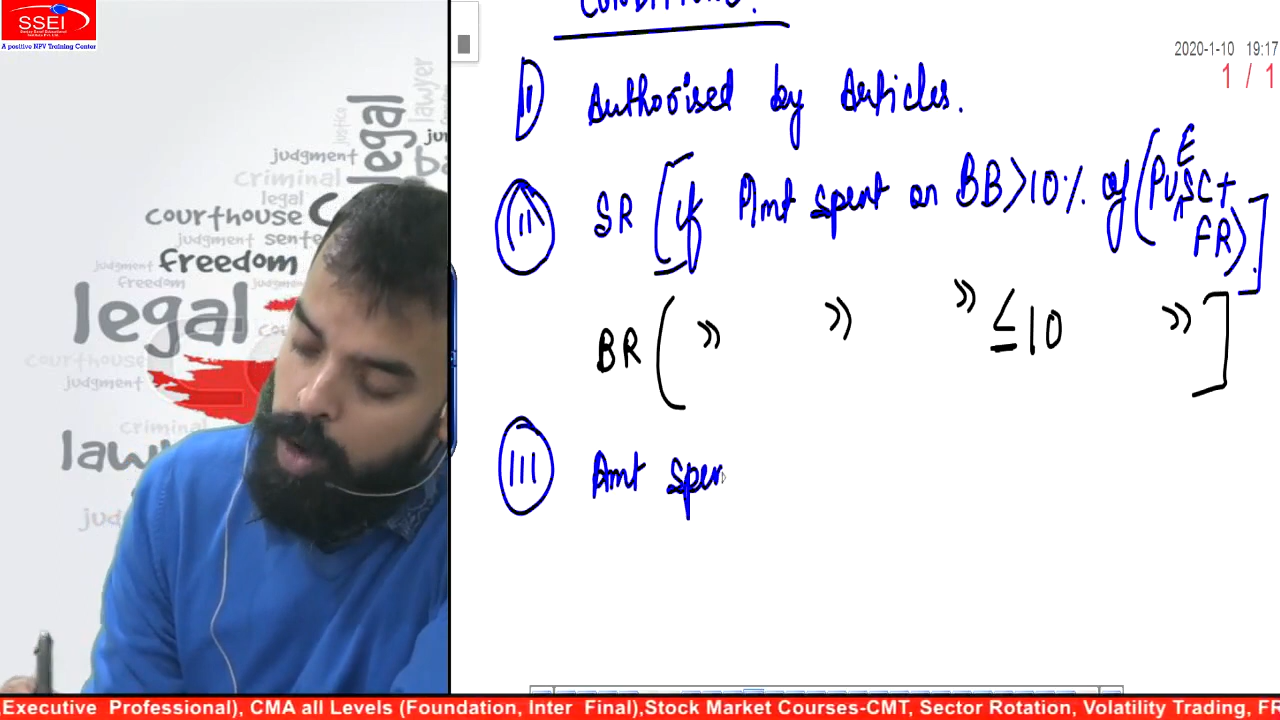 SSEI
A positive NPV Training Center
CONDITIONS:
2020-1-10 19:17
1 / 1
I Authorised by Articles.
II SR [if Amt spent on BB>10% of (PUESC+
FR)]
BR [ " " " ≤10 " ]
III Amt spen
legal
lawyer
justice
judgment
criminal
legal
courthouse
judgment
freedom
judgment
freedom
legal
courthouse
judgment
criminal
,Executive Professional), CMA all Levels (Foundation, Inter Final),Stock Market Courses-CMT, Sector Rotation, Volatility Trading, FR